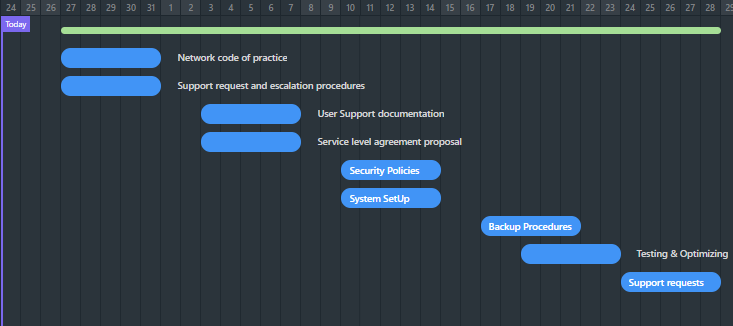 24 25 26 27 28 29 30 31 1 2 3 4 5 6 7 8 9 10 11 12 13 14 15 16 17 18 19 20 21 22 23 24 25 26 27 28 29
Today
Network code of practice
Support request and escalation procedures
User Support documentation
Service level agreement proposal
Security Policies
System SetUp
Backup Procedures
Testing & Optimizing
Support requests